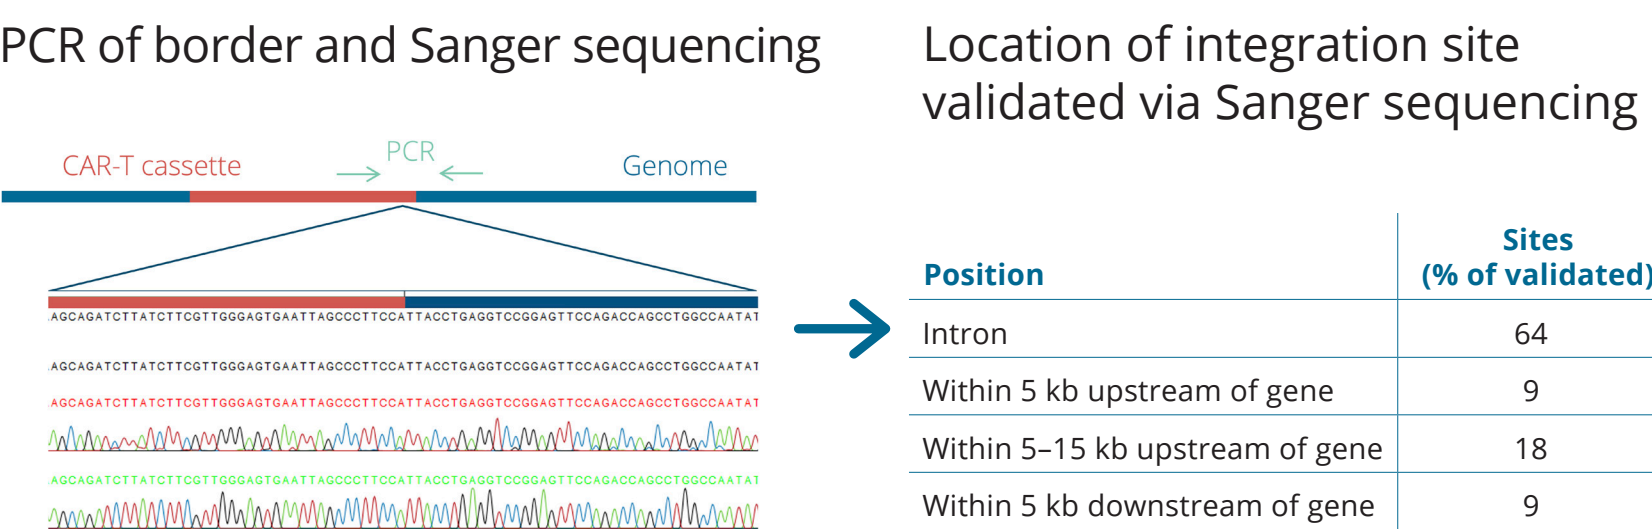 PCR of border and Sanger sequencing
CAR-T cassette
PCR
Genome
AGCAGATCTTATCTTCGTTGGGAGTGAATTAGCCCTTCCATTACCTGAGGTCCGGAGTTCCAGACCAGCCTGGCCAATAT
AGCAGATCTTATCTTCGTTGGGAGTGAATTAGCCCTTCCATTACCTGAGGTCCGGAGTTCCAGACCAGCCTGGCCAATAT
AGCAGATCTTATCTTCGTTGGGAGTGAATTAGCCCTTCCATTACCTGAGGTCCGGAGTTCCAGACCAGCCTGGCCAATAT
AGCAGATCTTATCTTCGTTGGGAGTGAATTAGCCCTTCCATTACCTGAGGTCCGGAGTTCCAGACCAGCCTGGCCAATAT
Location of integration site
validated via Sanger sequencing
Position
Sites
(% of validated)
Intron 64
Within 5 kb upstream of gene 9
Within 5–15 kb upstream of gene 18
Within 5 kb downstream of gene 9